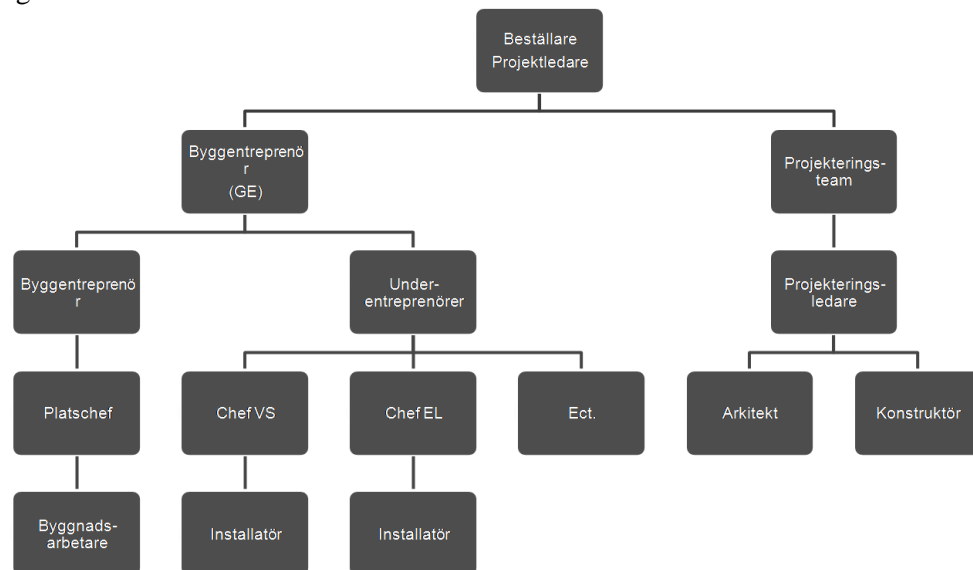 Beställare
Projektledare
Byggentreprenö
r
(GE)
Projekterings-
team
Byggentreprenö
r
Under-
entreprenörer
Projekterings-
ledare
Platschef
Chef VS
Chef EL
Ect.
Arkitekt
Konstruktör
Byggnads-
arbetare
Installatör
Installatör